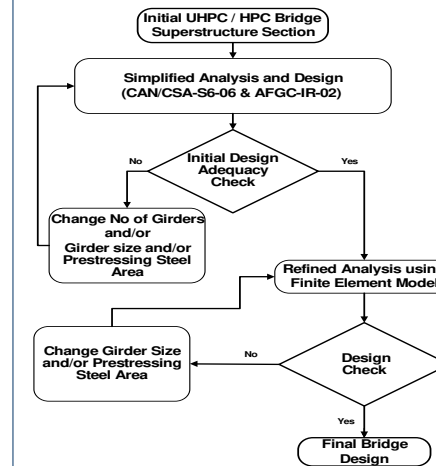 Initial UHPC / HPC Bridge
Superstructure Section
Simplified Analysis and Design
(CAN/CSA-S6-06 & AFGC-IR-02)
No
Initial Design
Adequacy
Check
Yes
Change No of Girders
and/or
Girder size and/or
Prestressing Steel
Area
Refined Analysis using
Finite Element Model
Change Girder Size
and/or Prestressing
Steel Area
No
Design
Check
Yes
Final Bridge
Design